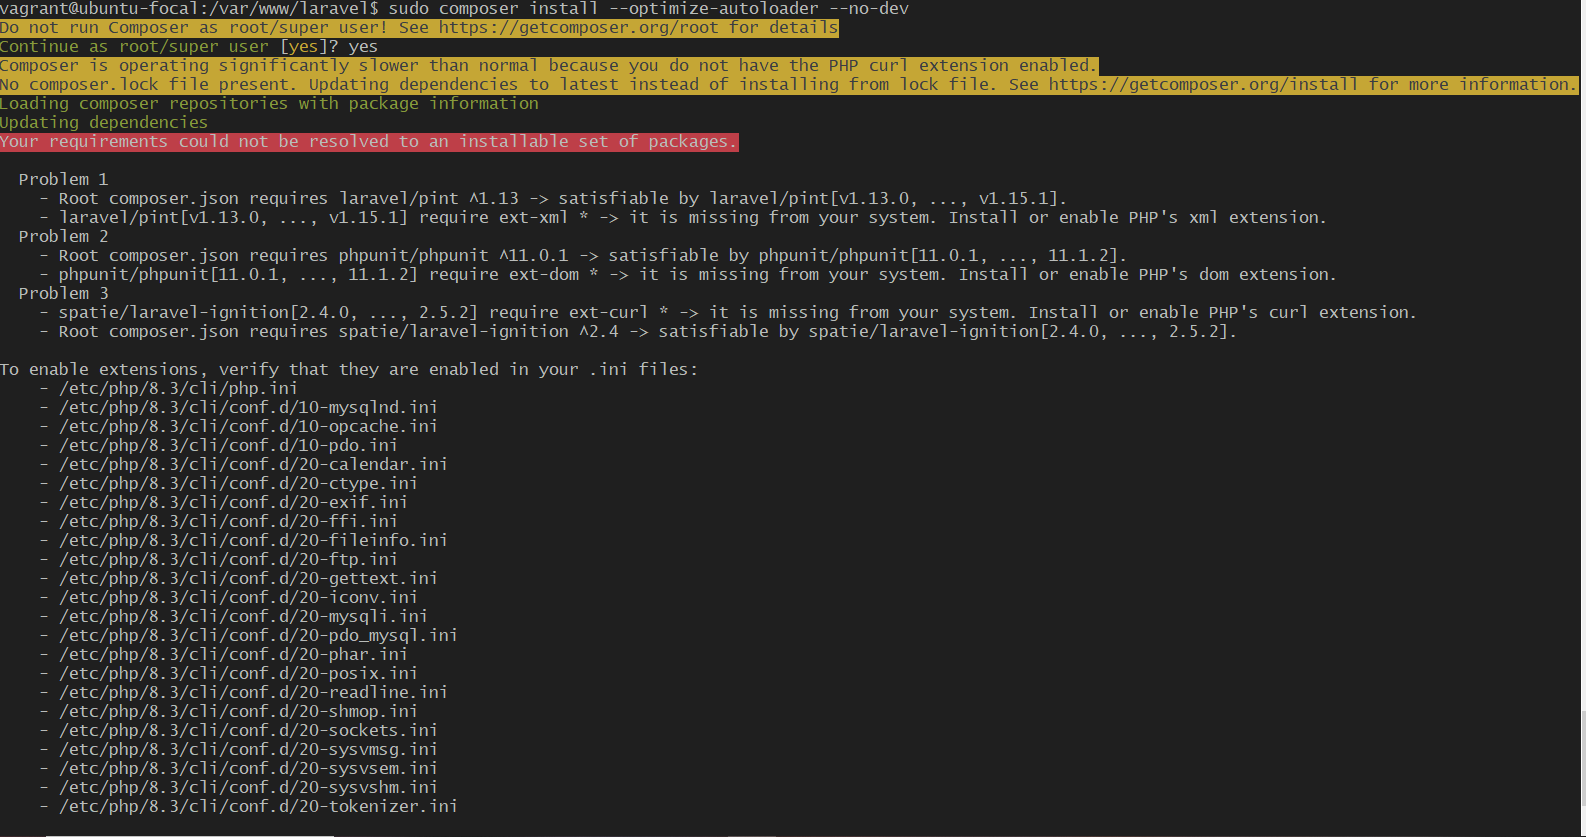 vagrant@ubuntu-focal:/var/www/laravel$ sudo composer install --optimize-autoloader --no-dev
Do not run Composer as root/super user! See https://getcomposer.org/root for details
Continue as root/super user [yes]? yes
Composer is operating significantly slower than normal because you do not have the PHP curl extension enabled.
No composer.lock file present. Updating dependencies to latest instead of installing from lock file. See https://getcomposer.org/install for more information.
Loading composer repositories with package information
Updating dependencies
Your requirements could not be resolved to an installable set of packages.
Problem 1
- Root composer.json requires laravel/pint ^1.13 -> satisfiable by laravel/pint[v1.13.0, ..., v1.15.1].
- laravel/pint[v1.13.0, ..., v1.15.1] require ext-xml * -> it is missing from your system. Install or enable PHP's xml extension.
Problem 2
- Root composer.json requires phpunit/phpunit ^11.0.1 -> satisfiable by phpunit/phpunit[11.0.1, ..., 11.1.2].
- phpunit/phpunit[11.0.1, ..., 11.1.2] require ext-dom * -> it is missing from your system. Install or enable PHP's dom extension.
Problem 3
- spatie/laravel-ignition[2.4.0, ..., 2.5.2] require ext-curl * -> it is missing from your system. Install or enable PHP's curl extension.
- Root composer.json requires spatie/laravel-ignition ^2.4 -> satisfiable by spatie/laravel-ignition[2.4.0, ..., 2.5.2].
To enable extensions, verify that they are enabled in your .ini files:
- /etc/php/8.3/cli/php.ini
- /etc/php/8.3/cli/conf.d/10-mysqlnd.ini
- /etc/php/8.3/cli/conf.d/10-opcache.ini
- /etc/php/8.3/cli/conf.d/10-pdo.ini
- /etc/php/8.3/cli/conf.d/20-calendar.ini
- /etc/php/8.3/cli/conf.d/20-ctype.ini
- /etc/php/8.3/cli/conf.d/20-exif.ini
- /etc/php/8.3/cli/conf.d/20-ffi.ini
- /etc/php/8.3/cli/conf.d/20-fileinfo.ini
- /etc/php/8.3/cli/conf.d/20-ftp.ini
- /etc/php/8.3/cli/conf.d/20-gettext.ini
- /etc/php/8.3/cli/conf.d/20-iconv.ini
- /etc/php/8.3/cli/conf.d/20-mysqli.ini
- /etc/php/8.3/cli/conf.d/20-pdo_mysql.ini
- /etc/php/8.3/cli/conf.d/20-phar.ini
- /etc/php/8.3/cli/conf.d/20-posix.ini
- /etc/php/8.3/cli/conf.d/20-readline.ini
- /etc/php/8.3/cli/conf.d/20-shmop.ini
- /etc/php/8.3/cli/conf.d/20-sockets.ini
- /etc/php/8.3/cli/conf.d/20-sysvmsg.ini
- /etc/php/8.3/cli/conf.d/20-sysvsem.ini
- /etc/php/8.3/cli/conf.d/20-sysvshm.ini
- /etc/php/8.3/cli/conf.d/20-tokenizer.ini